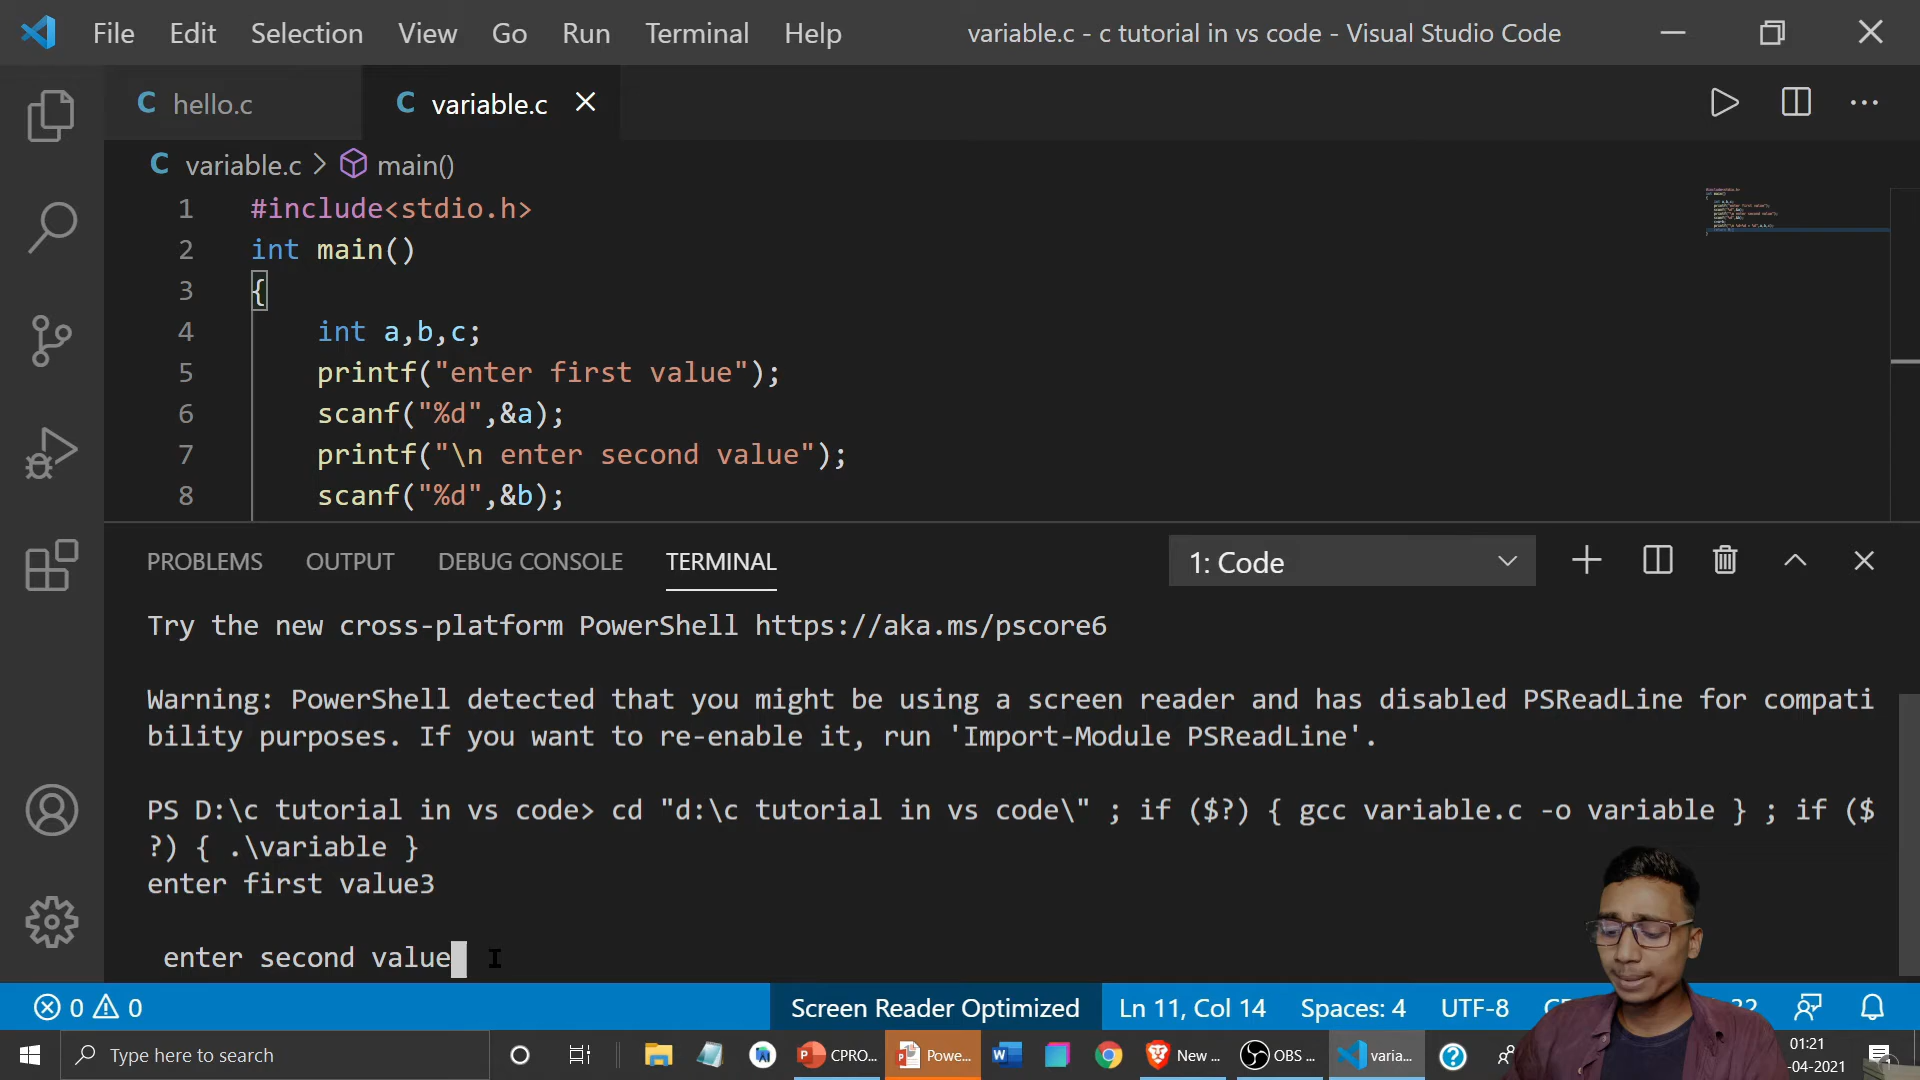 File Edit Selection View Go Run Terminal Help variable.c - c tutorial in vs code - Visual Studio Code
C hello.c C variable.c
C variable.c > main()
1 #include<stdio.h>
2 int main()
3 {
4 int a,b,c;
5 printf("enter first value");
6 scanf("%d",&a);
7 printf("\n enter second value");
8 scanf("%d",&b);
PROBLEMS OUTPUT DEBUG CONSOLE TERMINAL 1: Code
Try the new cross-platform PowerShell https://aka.ms/pscore6
Warning: PowerShell detected that you might be using a screen reader and has disabled PSReadLine for compati
bility purposes. If you want to re-enable it, run 'Import-Module PSReadLine'.
PS D:\c tutorial in vs code> cd "d:\c tutorial in vs code\" ; if ($?) { gcc variable.c -o variable } ; if ($
?) { .\variable }
enter first value3
enter second value
0 0 Screen Reader Optimized Ln 11, Col 14 Spaces: 4 UTF-8
Type here to search CPRO... Powe... New ... OBS ... varia... 01:21
-04-2021